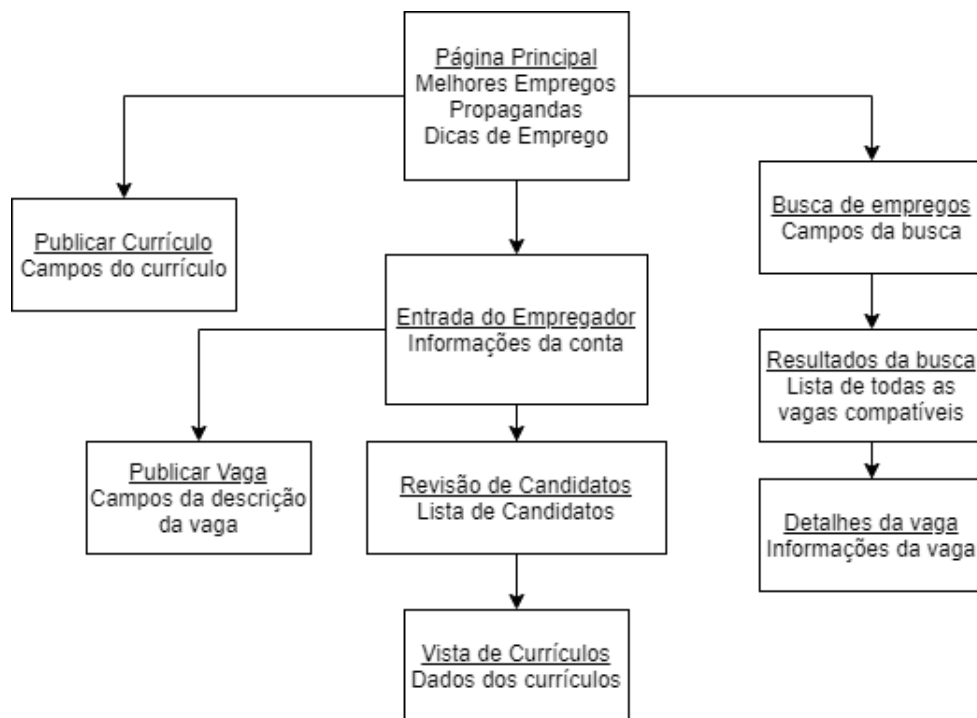 Página Principal
Melhores Empregos
Propagandas
Dicas de Emprego
Publicar Currículo
Campos do currículo
Busca de empregos
Campos da busca
Entrada do Empregador
Informações da conta
Resultados da busca
Lista de todas as
vagas compatíveis
Publicar Vaga
Campos da descrição
da vaga
Revisão de Candidatos
Lista de Candidatos
Detalhes da vaga
Informações da vaga
Vista de Currículos
Dados dos currículos